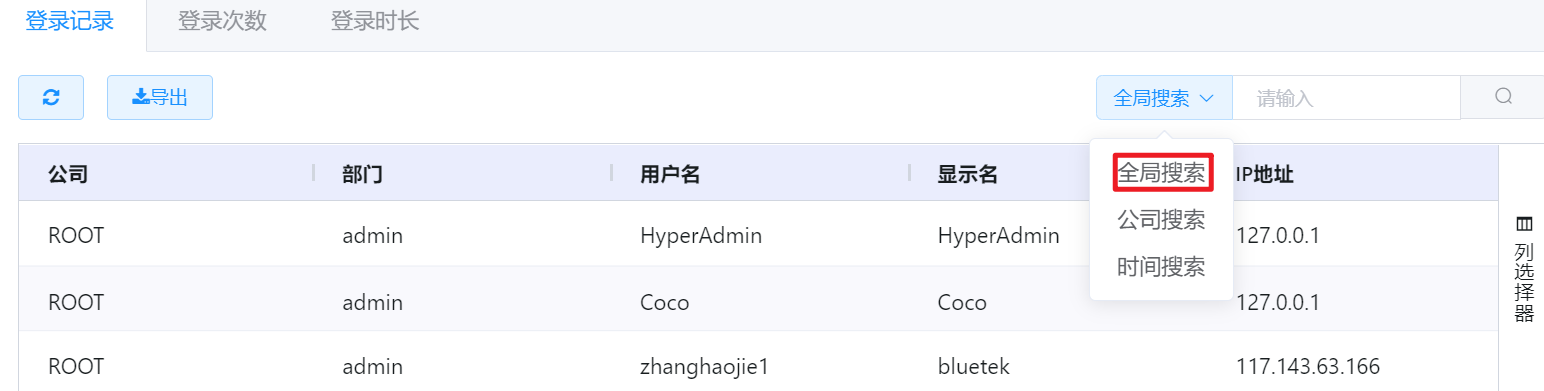 登录记录 登录次数 登录时长
导出 全局搜索 请输入
公司 部门 用户名 显示名 IP地址
全局搜索
公司搜索
时间搜索
ROOT admin HyperAdmin HyperAdmin 127.0.0.1
ROOT admin Coco Coco 127.0.0.1
ROOT admin zhanghaojie1 bluetek 117.143.63.166
列选择器